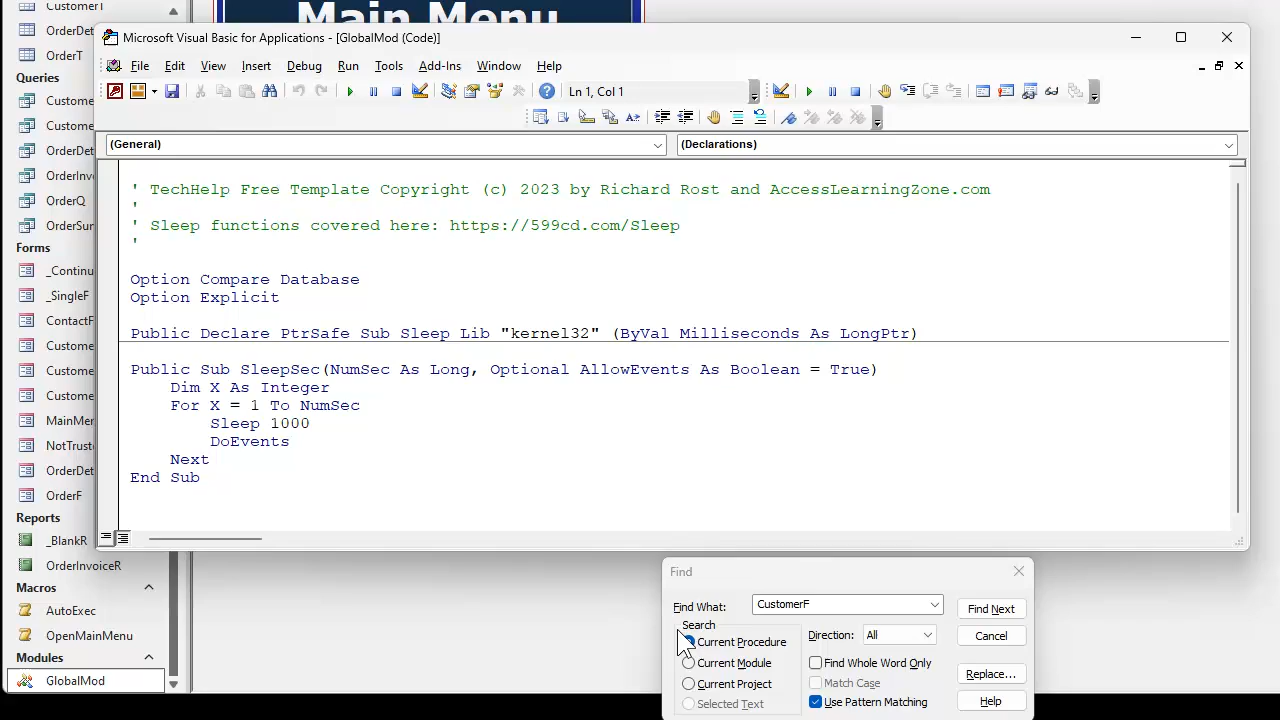 Main Menu
CustomerT
OrderDet
OrderT
Queries
Custome
Custome
OrderDet
OrderInvo
OrderQ
OrderSur
Forms
_Continu
_SingleF
ContactF
Custome
Custome
Custome
MainMer
NotTruste
OrderDet
OrderF
Reports
_BlankR
OrderInvoiceR
Macros
AutoExec
OpenMainMenu
Modules
GlobalMod
Microsoft Visual Basic for Applications - [GlobalMod (Code)]
File Edit View Insert Debug Run Tools Add-Ins Window Help
Ln 1, Col 1
(General) (Declarations)
' TechHelp Free Template Copyright (c) 2023 by Richard Rost and AccessLearningZone.com
'
' Sleep functions covered here: https://599cd.com/Sleep
'
Option Compare Database
Option Explicit
Public Declare PtrSafe Sub Sleep Lib "kernel32" (ByVal Milliseconds As LongPtr)
Public Sub SleepSec(NumSec As Long, Optional AllowEvents As Boolean = True)
Dim X As Integer
For X = 1 To NumSec
Sleep 1000
DoEvents
Next
End Sub
Find
Find What: CustomerF Find Next
Search
Current Procedure Direction: All Cancel
Current Module Find Whole Word Only
Current Project Match Case Replace...
Selected Text Use Pattern Matching Help